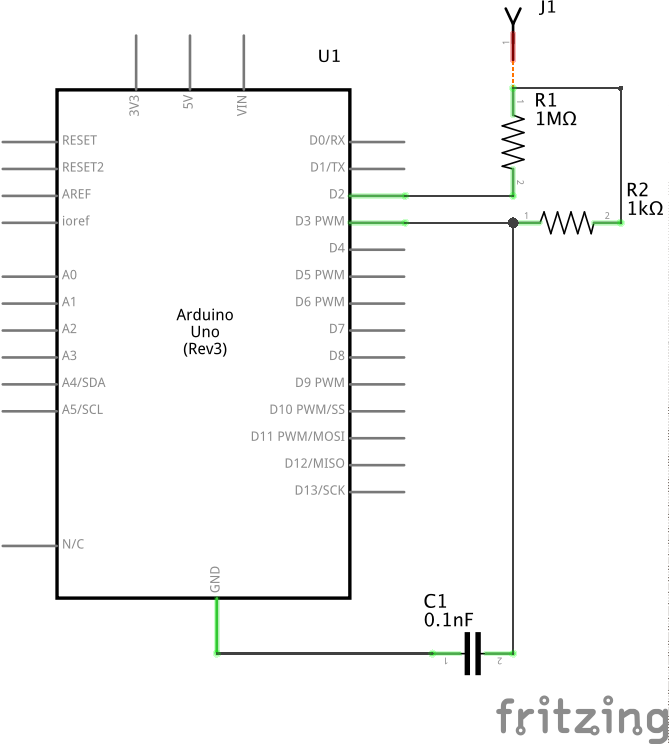 J1
1
U1
3V3
5V
VIN
1
R1
1MΩ
RESET
D0/RX
RESET2
D1/TX
2
AREF
D2
R2
1kΩ
ioref
D3 PWM
1
2
D4
A0
D5 PWM
A1
D6 PWM
Arduino
Uno
(Rev3)
A2
D7
A3
D8
A4/SDA
D9 PWM
A5/SCL
D10 PWM/SS
D11 PWM/MOSI
D12/MISO
D13/SCK
N/C
GND
C1
0.1nF
1
2
fritzing